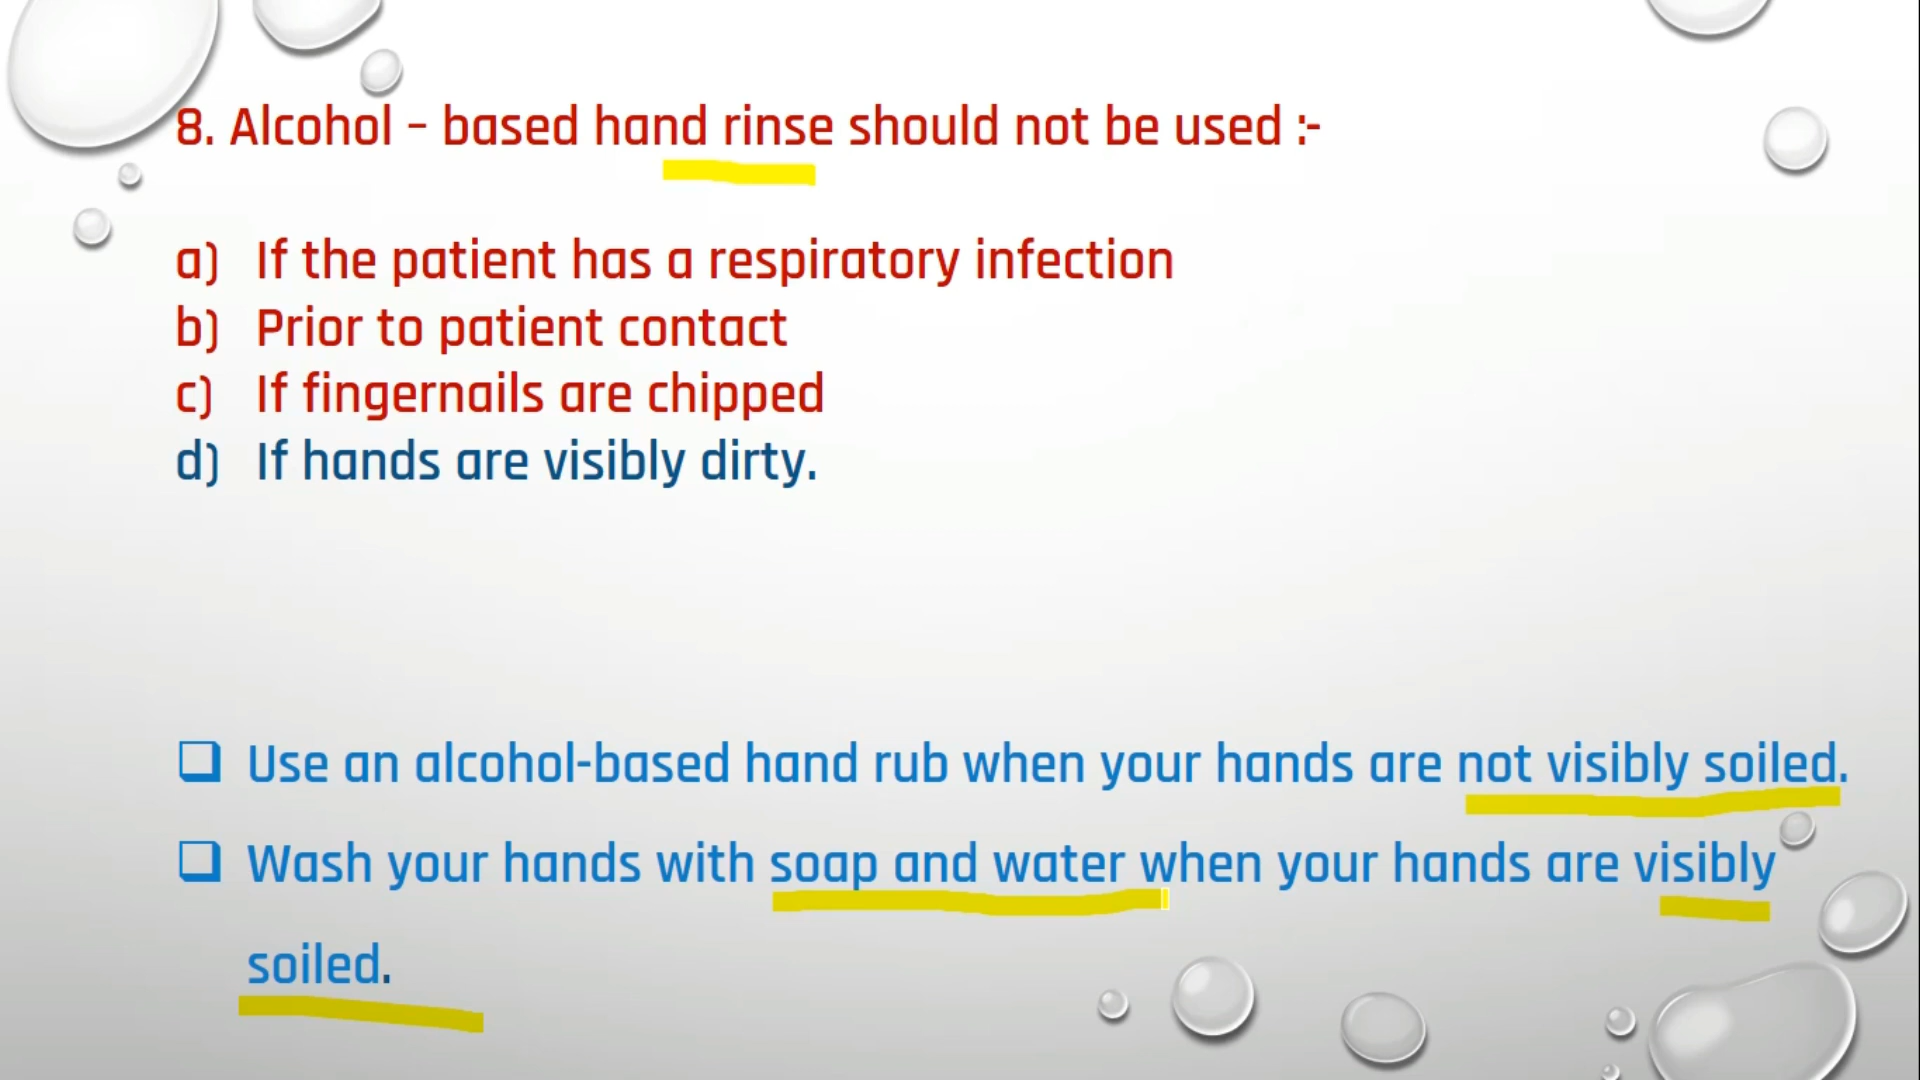 8. Alcohol – based hand rinse should not be used :-
a) If the patient has a respiratory infection
b) Prior to patient contact
c) If fingernails are chipped
d) If hands are visibly dirty.
❑ Use an alcohol-based hand rub when your hands are not visibly soiled.
❑ Wash your hands with soap and water when your hands are visibly
soiled.